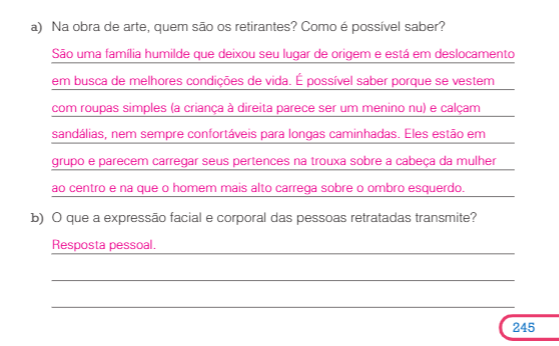 a) Na obra de arte, quem são os retirantes? Como é possível saber?
São uma família humilde que deixou seu lugar de origem e está em deslocamento
em busca de melhores condições de vida. É possível saber porque se vestem
com roupas simples (a criança à direita parece ser um menino nu) e calçam
sandálias, nem sempre confortáveis para longas caminhadas. Eles estão em
grupo e parecem carregar seus pertences na trouxa sobre a cabeça da mulher
ao centro e na que o homem mais alto carrega sobre o ombro esquerdo.
b) O que a expressão facial e corporal das pessoas retratadas transmite?
Resposta pessoal.
245